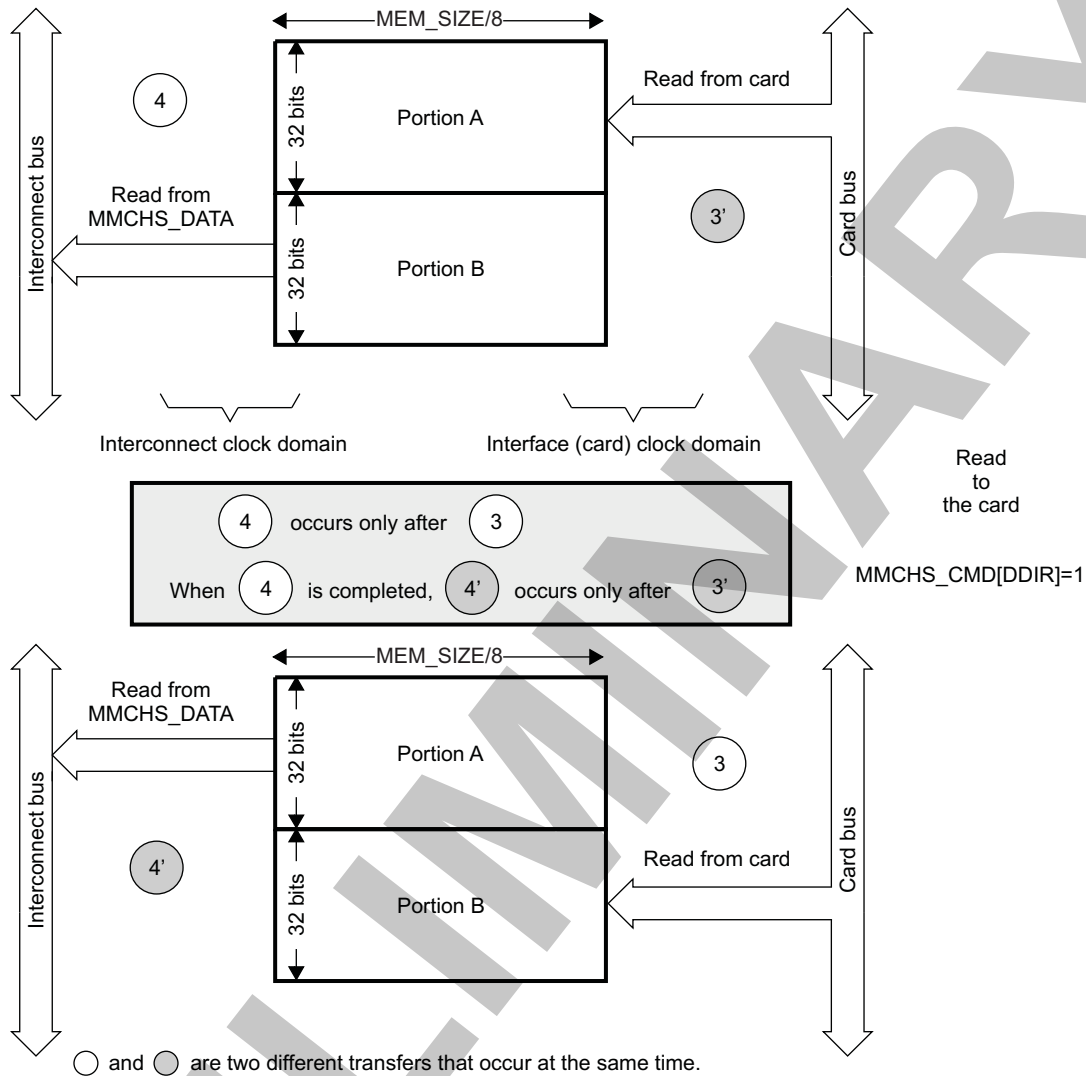 MEM_SIZE/8
Interconnect bus
4
32 bits
Portion A
Read from card
Card bus
Read from
MMCHS_DATA
32 bits
Portion B
3'
Interconnect clock domain
Interface (card) clock domain
Read
to
the card
4 occurs only after 3
When 4 is completed, 4' occurs only after 3'
MMCHS_CMD[DDIR]=1
MEM_SIZE/8
Interconnect bus
Read from
MMCHS_DATA
32 bits
Portion A
3
Card bus
4'
32 bits
Portion B
Read from card
and are two different transfers that occur at the same time.
LIMINARY